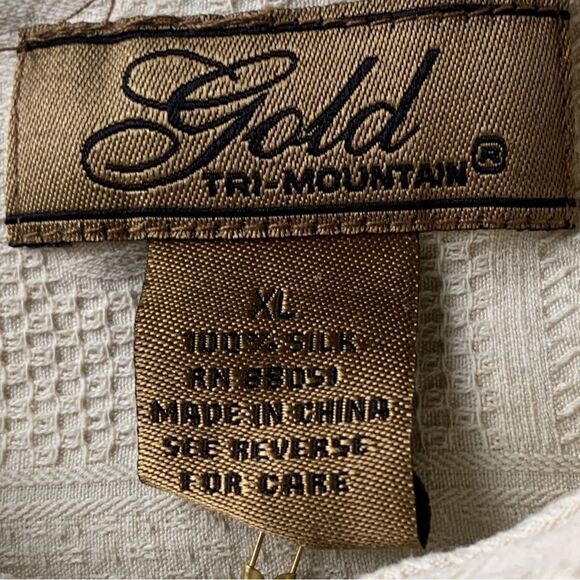 Gold
TRI-MOUNTAIN®
XL
100% SILK
RN 88051
MADE IN CHINA
SEE REVERSE
FOR CARE